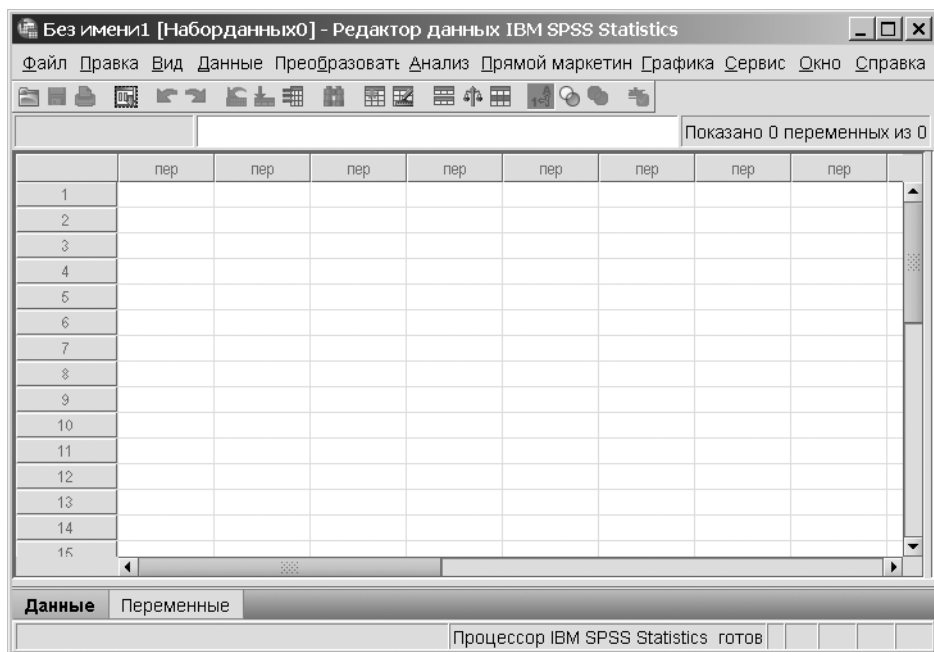 Без имени1 [Наборданных0] - Редактор данных IBM SPSS Statistics
Файл Правка Вид Данные Преобразовать Анализ Прямой маркетин Графика Сервис Окно Справка
Показано 0 переменных из 0
пер пер пер пер пер пер пер пер
1
2
3
4
5
6
7
8
9
10
11
12
13
14
15
Данные Переменные
Процессор IBM SPSS Statistics готов